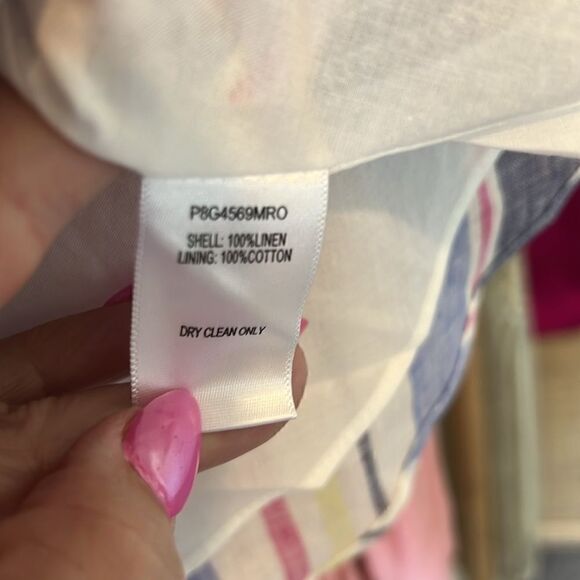 P8G4569MRO
SHELL: 100%LINEN
LINING: 100%COTTON
DRY CLEAN ONLY